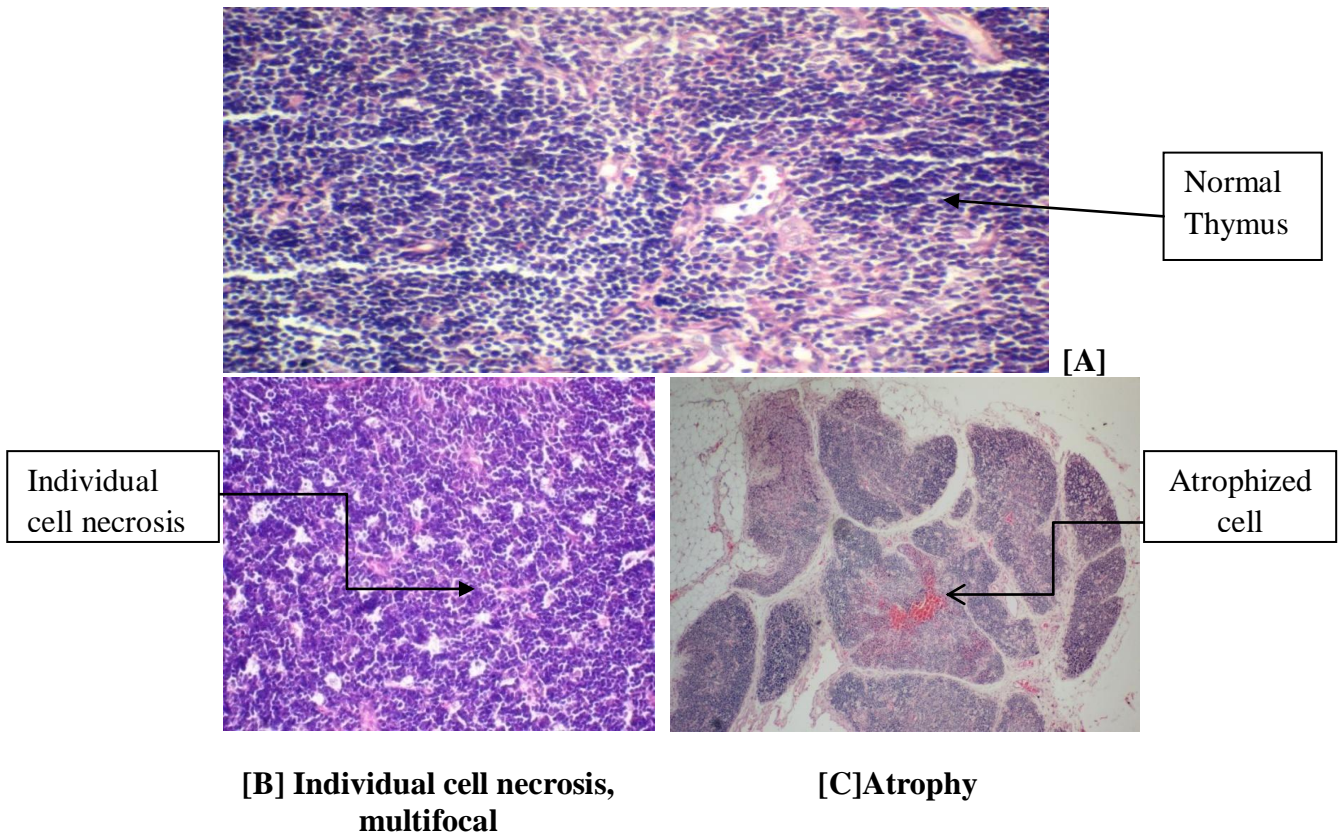 Normal
Thymus
[A]
Individual
cell necrosis
Atrophized
cell
[B] Individual cell necrosis,
multifocal
[C]Atrophy